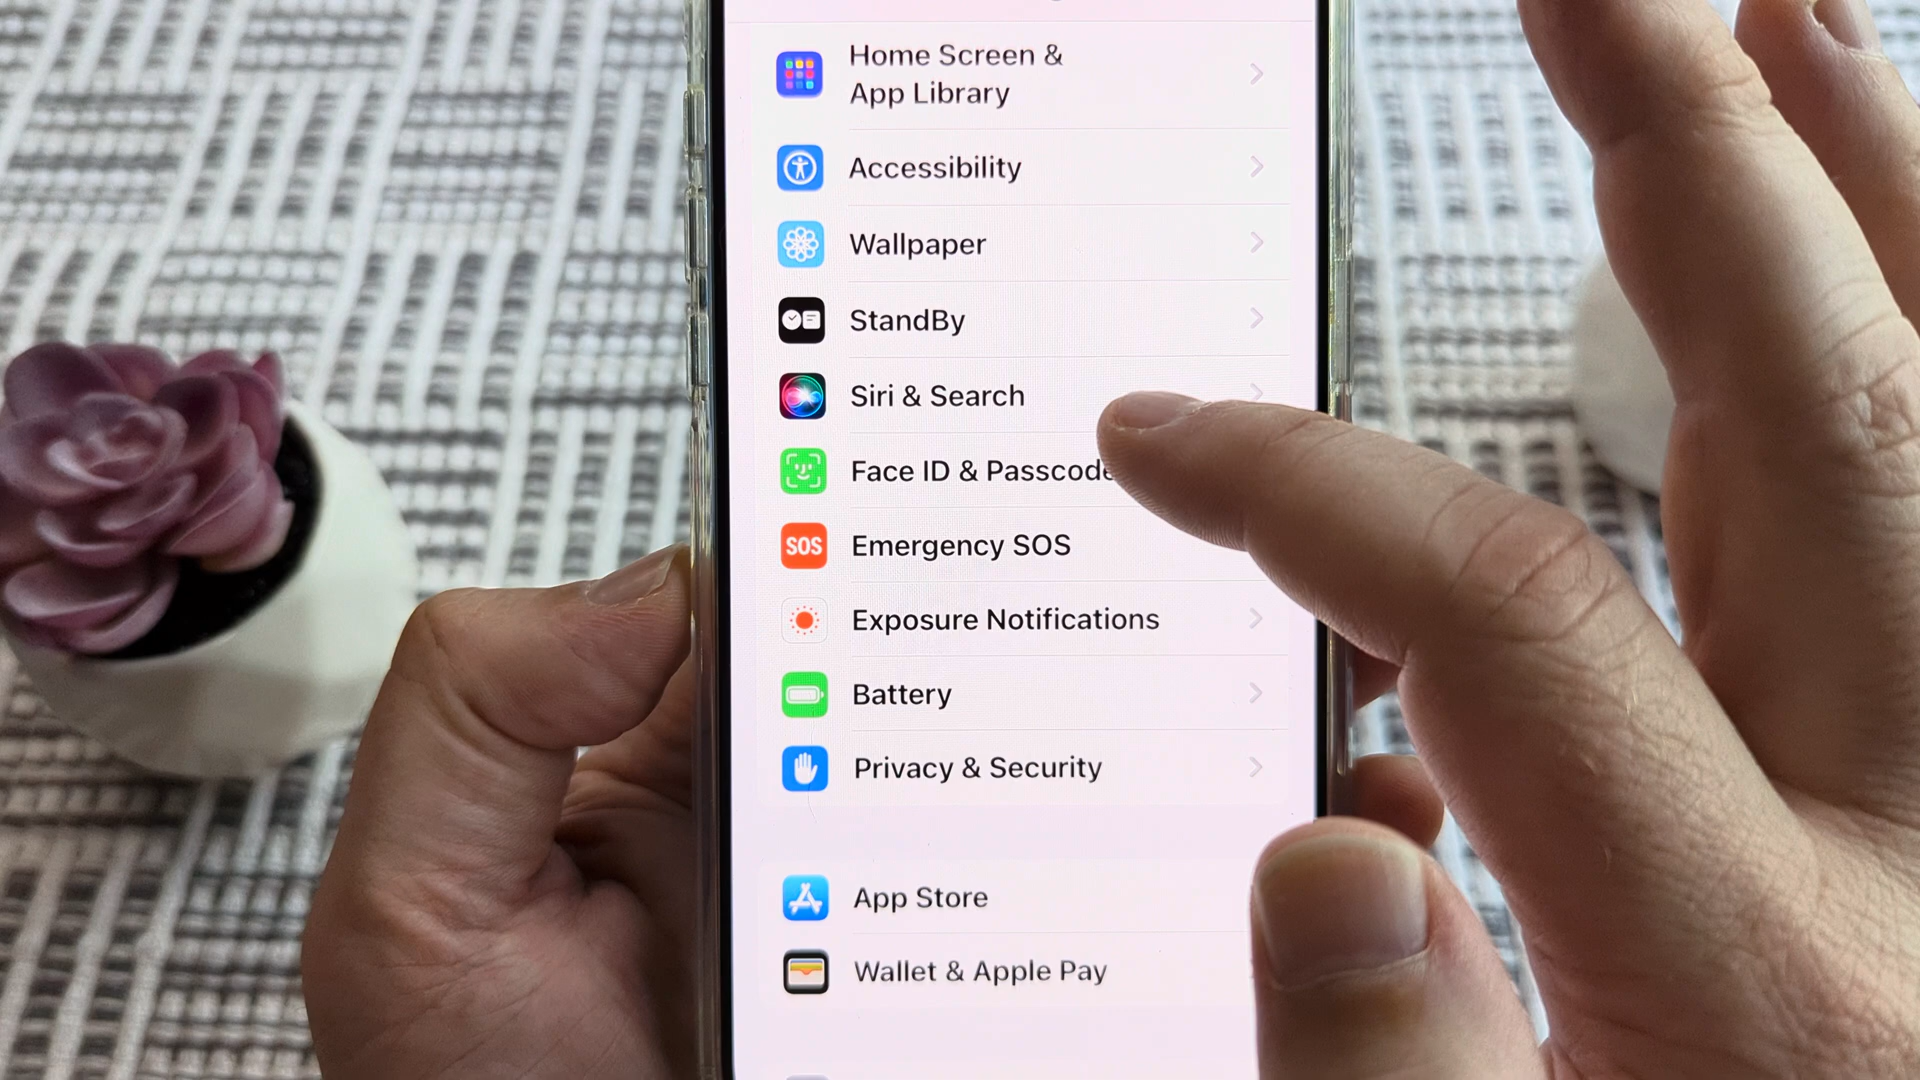 Home Screen &
App Library
Accessibility
Wallpaper
StandBy
Siri & Search
Face ID & Passcode
SOS Emergency SOS
Exposure Notifications
Battery
Privacy & Security
App Store
Wallet & Apple Pay